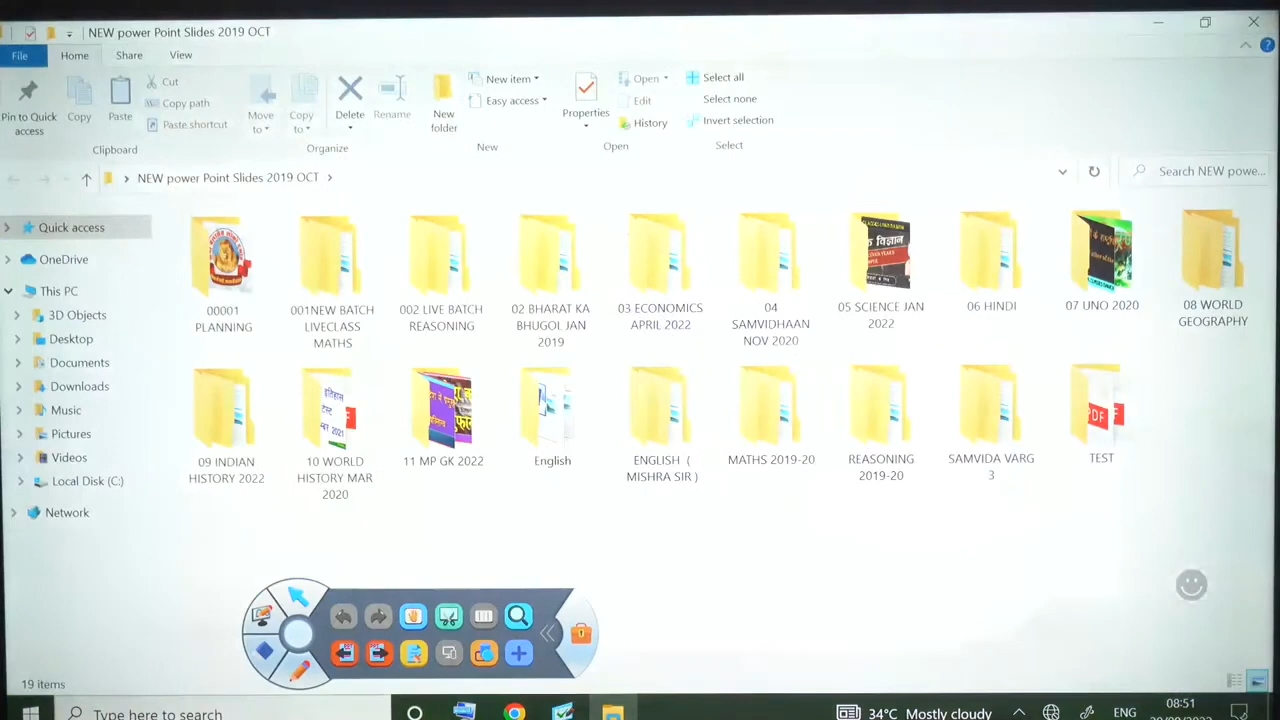 NEW power Point Slides 2019 OCT
File Home Share View
Pin to Quick access
Copy
Paste
Cut
Copy path
Paste shortcut
Clipboard
Move to
Copy to
Delete
Rename
Organize
New folder
New item
Easy access
New
Properties
Open
Edit
History
Open
Select all
Select none
Invert selection
Select
NEW power Point Slides 2019 OCT
Search NEW powe...
Quick access
OneDrive
This PC
3D Objects
Desktop
Documents
Downloads
Music
Pictures
Videos
Local Disk (C:)
Network
00001 PLANNING
001NEW BATCH LIVECLASS MATHS
002 LIVE BATCH REASONING
02 BHARAT KA BHUGOL JAN 2019
03 ECONOMICS APRIL 2022
04 SAMVIDHAAN NOV 2020
विज्ञान
05 SCIENCE JAN 2022
06 HINDI
07 UNO 2020
08 WORLD GEOGRAPHY
09 INDIAN HISTORY 2022
इतिहास
टेस्ट
2021
10 WORLD HISTORY MAR 2020
11 MP GK 2022
English
ENGLISH ( MISHRA SIR )
MATHS 2019-20
REASONING 2019-20
SAMVIDA VARG 3
PDF
TEST
19 items
Type here to search
34°C Mostly cloudy
ENG
08:51